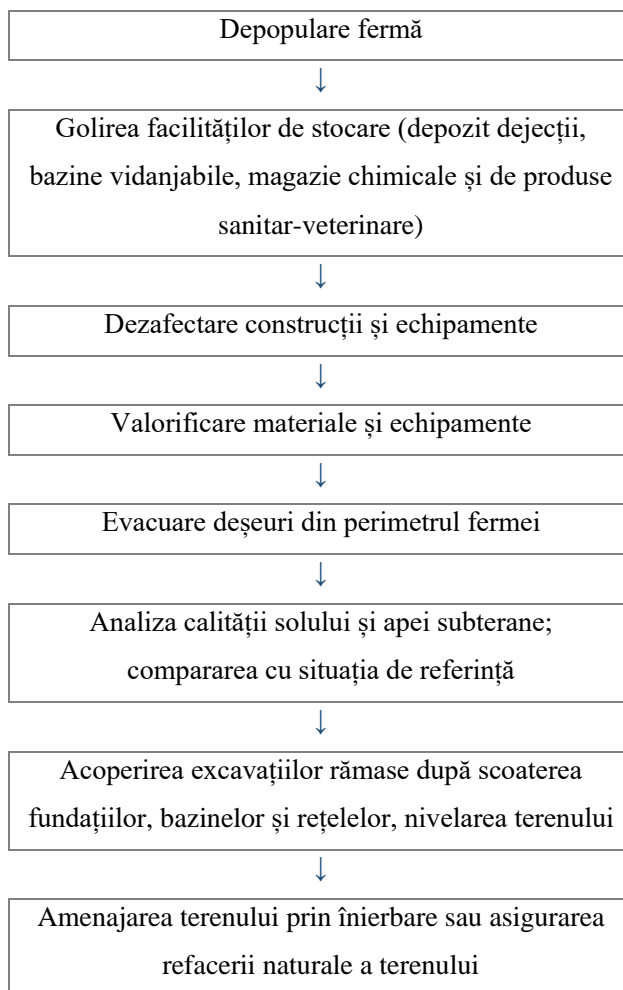 Depopulare fermă
↓
Golirea facilităților de stocare (depozit dejecții,
bazine vidanjabile, magazie chimicale și de produse
sanitar-veterinare)
↓
Dezafectare construcții și echipamente
↓
Valorificare materiale și echipamente
↓
Evacuare deșeuri din perimetrul fermei
↓
Analiza calității solului și apei subterane;
compararea cu situația de referință
↓
Acoperirea excavațiilor rămase după scoaterea
fundațiilor, bazinelor și rețelelor, nivelarea terenului
↓
Amenajarea terenului prin înierbare sau asigurarea
refacerii naturale a terenului